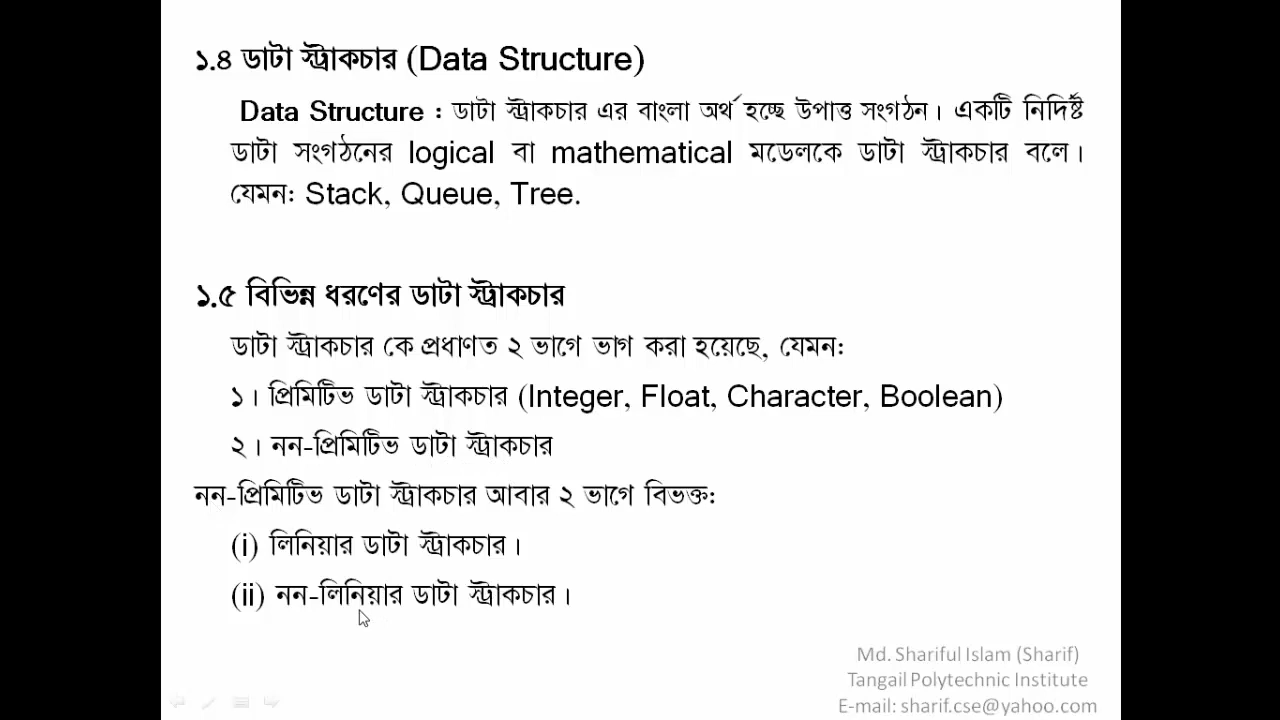 ১.৪ ডাটা স্ট্রাকচার (Data Structure)
Data Structure : ডাটা স্ট্রাকচার এর বাংলা অর্থ হচ্ছে উপাত্ত সংগঠন। একটি নির্দিষ্ট
ডাটা সংগঠনের logical বা mathematical মডেলকে ডাটা স্ট্রাকচার বলে।
যেমন: Stack, Queue, Tree.
১.৫ বিভিন্ন ধরণের ডাটা স্ট্রাকচার
ডাটা স্ট্রাকচার কে প্রধাণত ২ ভাগে ভাগ করা হয়েছে, যেমন:
১। প্রিমিটিভ ডাটা স্ট্রাকচার (Integer, Float, Character, Boolean)
২। নন-প্রিমিটিভ ডাটা স্ট্রাকচার
নন-প্রিমিটিভ ডাটা স্ট্রাকচার আবার ২ ভাগে বিভক্ত:
(i) লিনিয়ার ডাটা স্ট্রাকচার।
(ii) নন-লিনিয়ার ডাটা স্ট্রাকচার।
Md. Shariful Islam (Sharif)
Tangail Polytechnic Institute
E-mail: sharif.cse@yahoo.com